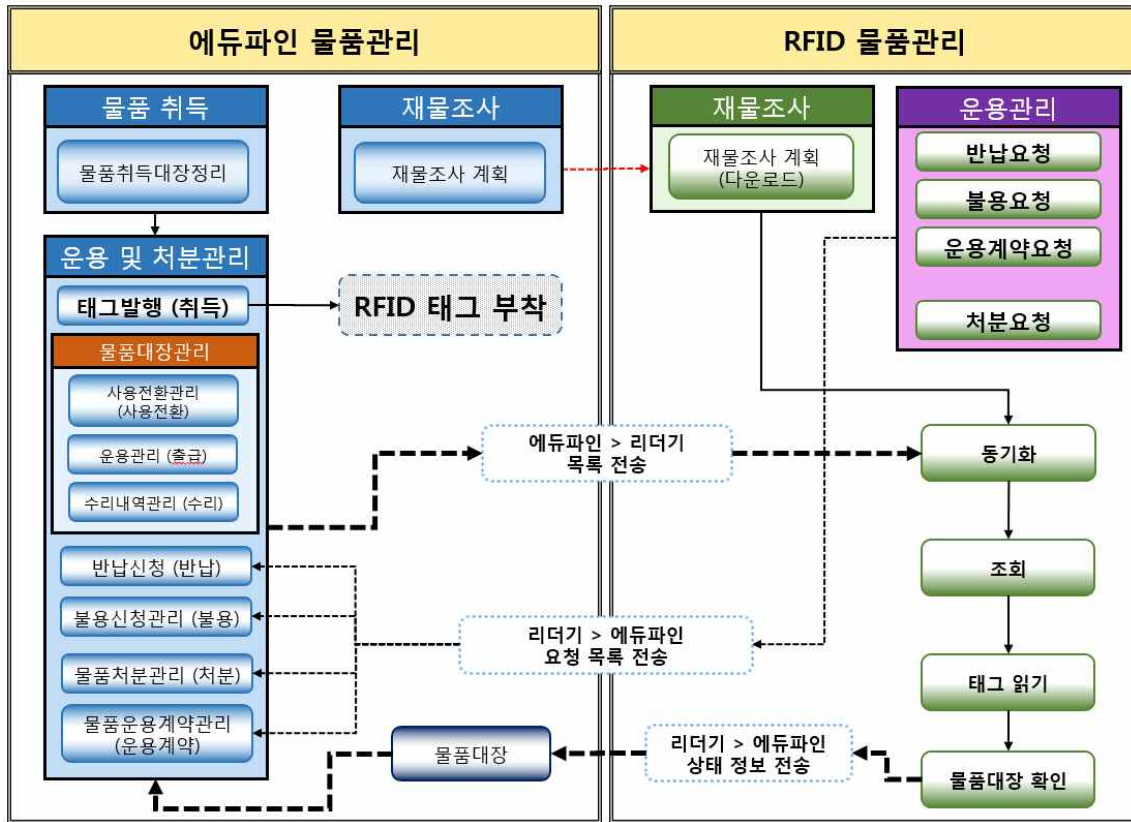 에듀파인 물품관리
물품 취득
물품취득대장정리
재물조사
재물조사 계획
운용 및 처분관리
태그발행 (취득)
RFID 태그 부착
물품대장관리
사용전환관리
(사용전환)
운용관리 (출급)
수리내역관리 (수리)
반납신청 (반납)
불용신청관리 (불용)
물품처분관리 (처분)
물품운용계약관리
(운용계약)
에듀파인 > 리더기
목록 전송
리더기 > 에듀파인
요청 목록 전송
물품대장
리더기 > 에듀파인
상태 정보 전송
RFID 물품관리
재물조사
재물조사 계획
(다운로드)
운용관리
반납요청
불용요청
운용계약요청
처분요청
동기화
조회
태그 읽기
물품대장 확인